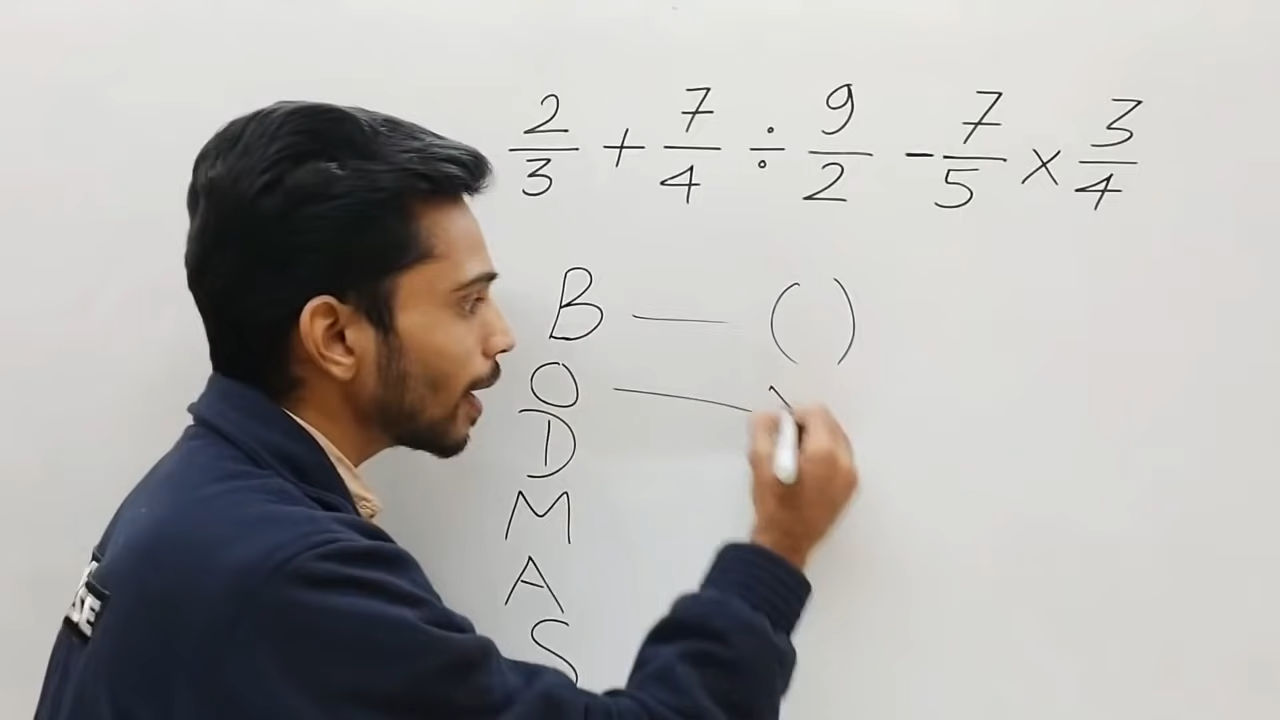 2/3 + 7/4 ÷ 9/2 - 7/5 × 3/4
B — ( )
O —
D
M
A
S